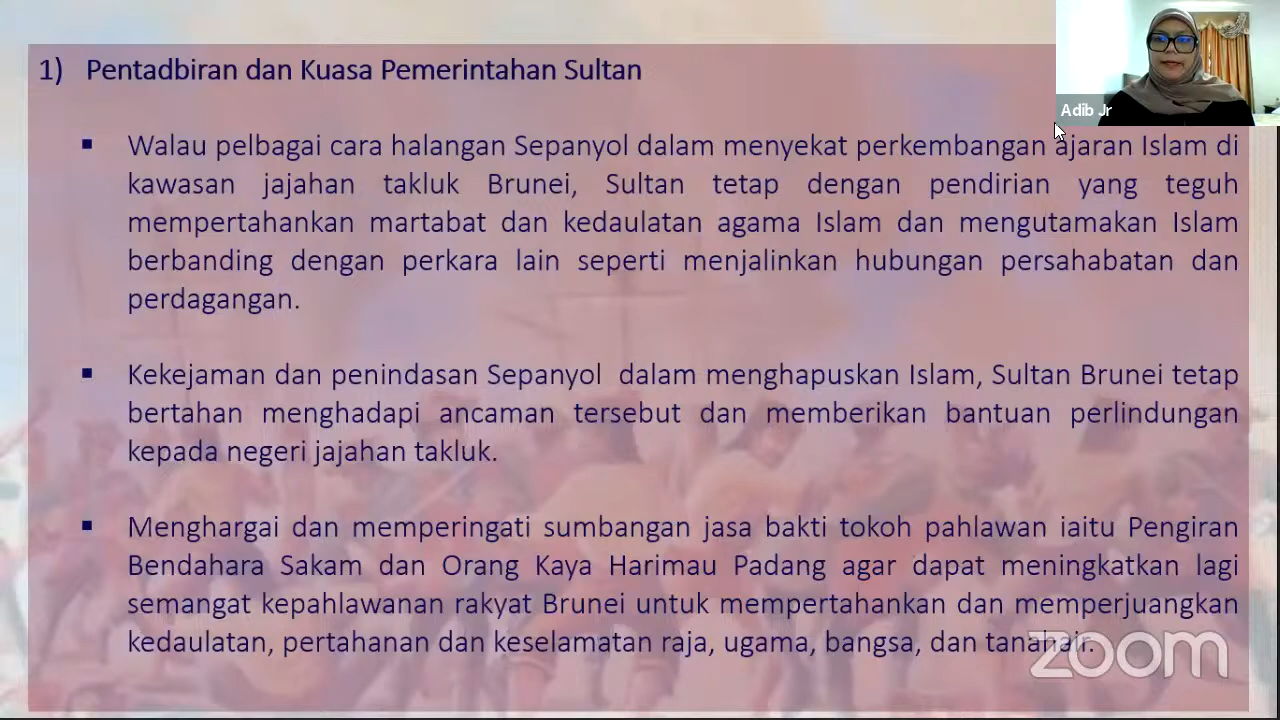 1) Pentadbiran dan Kuasa Pemerintahan Sultan
Adib Jr
▪ Walau pelbagai cara halangan Sepanyol dalam menyekat perkembangan ajaran Islam di
kawasan jajahan takluk Brunei, Sultan tetap dengan pendirian yang teguh
mempertahankan martabat dan kedaulatan agama Islam dan mengutamakan Islam
berbanding dengan perkara lain seperti menjalinkan hubungan persahabatan dan
perdagangan.
▪ Kekejaman dan penindasan Sepanyol dalam menghapuskan Islam, Sultan Brunei tetap
bertahan menghadapi ancaman tersebut dan memberikan bantuan perlindungan
kepada negeri jajahan takluk.
▪ Menghargai dan memperingati sumbangan jasa bakti tokoh pahlawan iaitu Pengiran
Bendahara Sakam dan Orang Kaya Harimau Padang agar dapat meningkatkan lagi
semangat kepahlawanan rakyat Brunei untuk mempertahankan dan memperjuangkan
kedaulatan, pertahanan dan keselamatan raja, ugama, bangsa, dan tanahair.
zoom